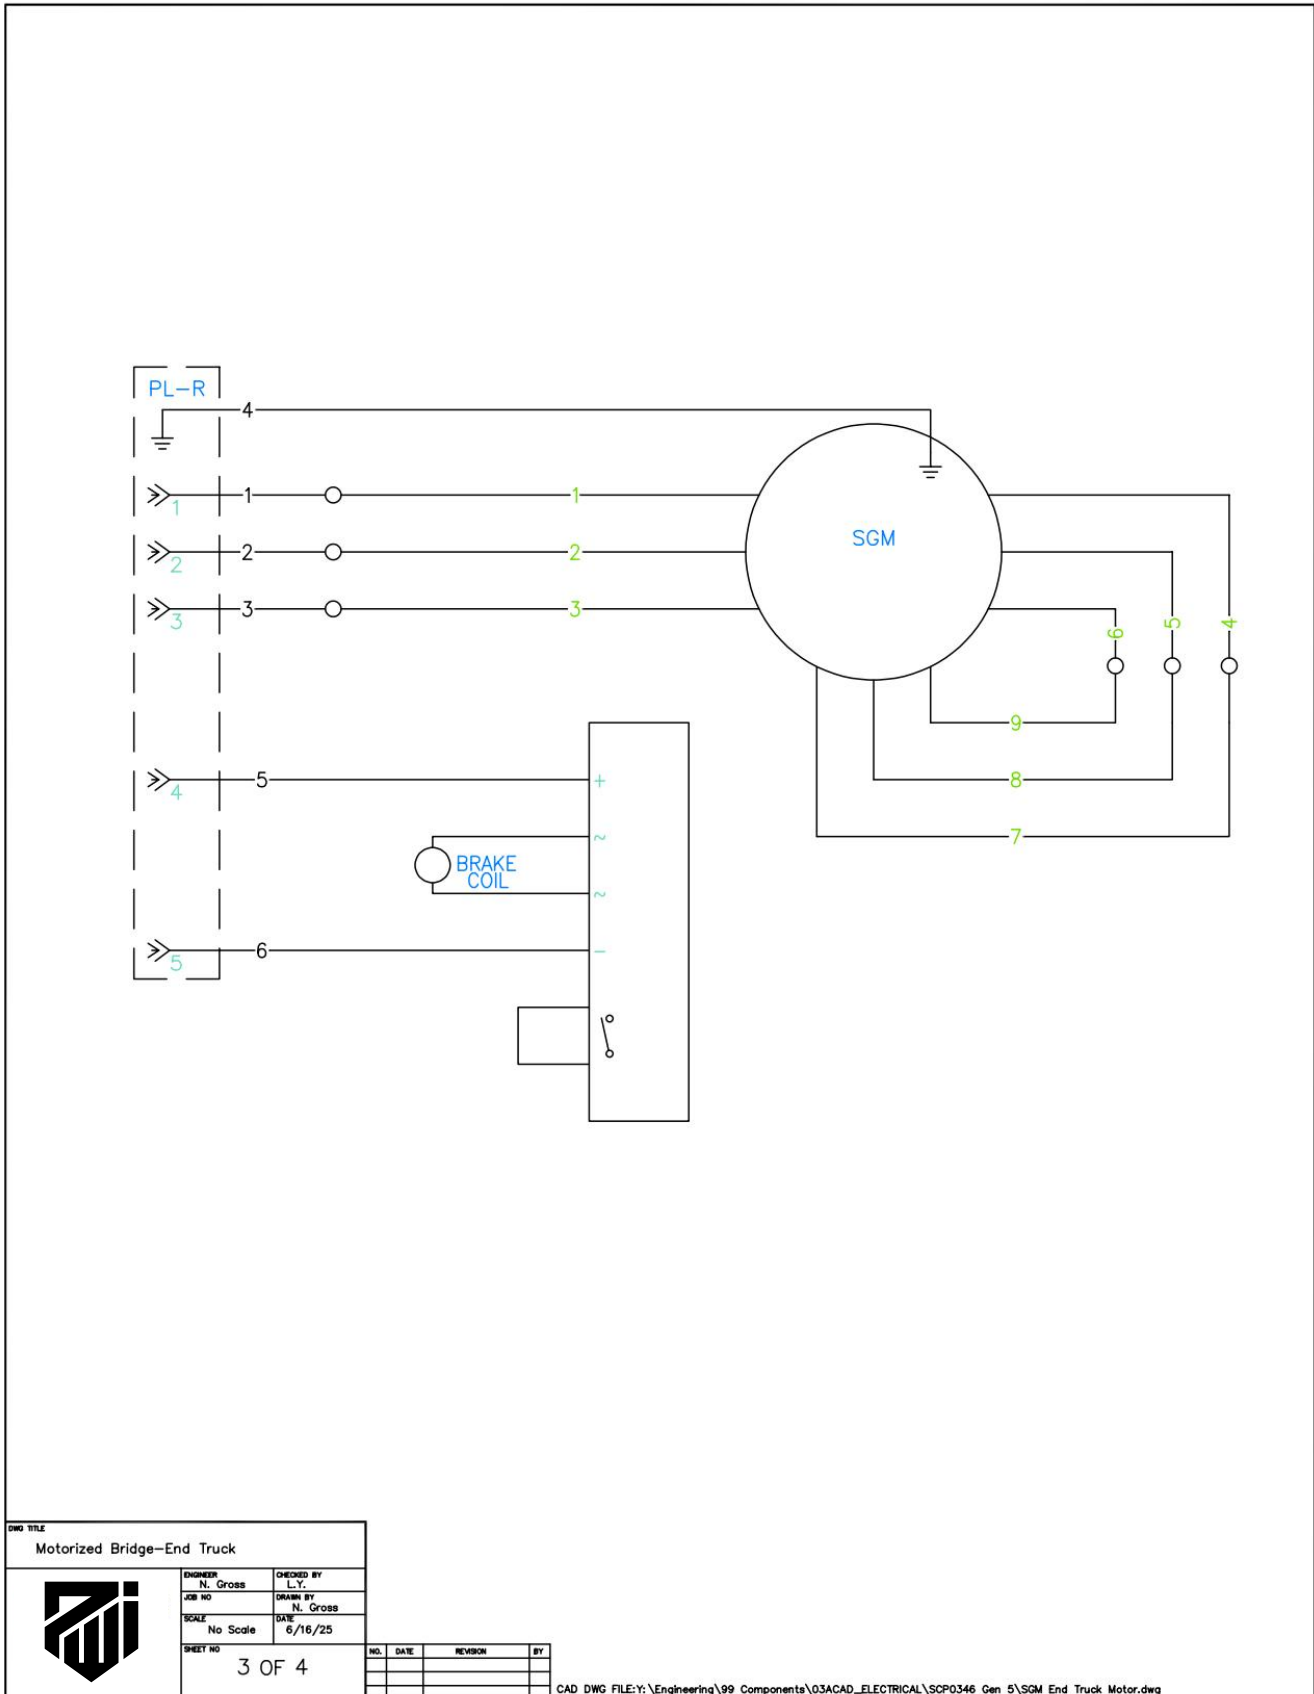 PL-R
4
1 1 1
2 2 2
3 3 3
SGM
6 5 4
9
8
7
4 5 +
~
BRAKE
COIL
~
5 6 -
DWG TITLE
Motorized Bridge-End Truck
ENGINEER
N. Gross
CHECKED BY
L.Y.
JOB NO
DRAWN BY
N. Gross
SCALE
No Scale
DATE
6/16/25
SHEET NO
3 OF 4
NO. DATE REVISION BY
CAD DWG FILE:Y:\Engineering\99 Components\03ACAD_ELECTRICAL\SCP0346 Gen 5\SGM End Truck Motor.dwg